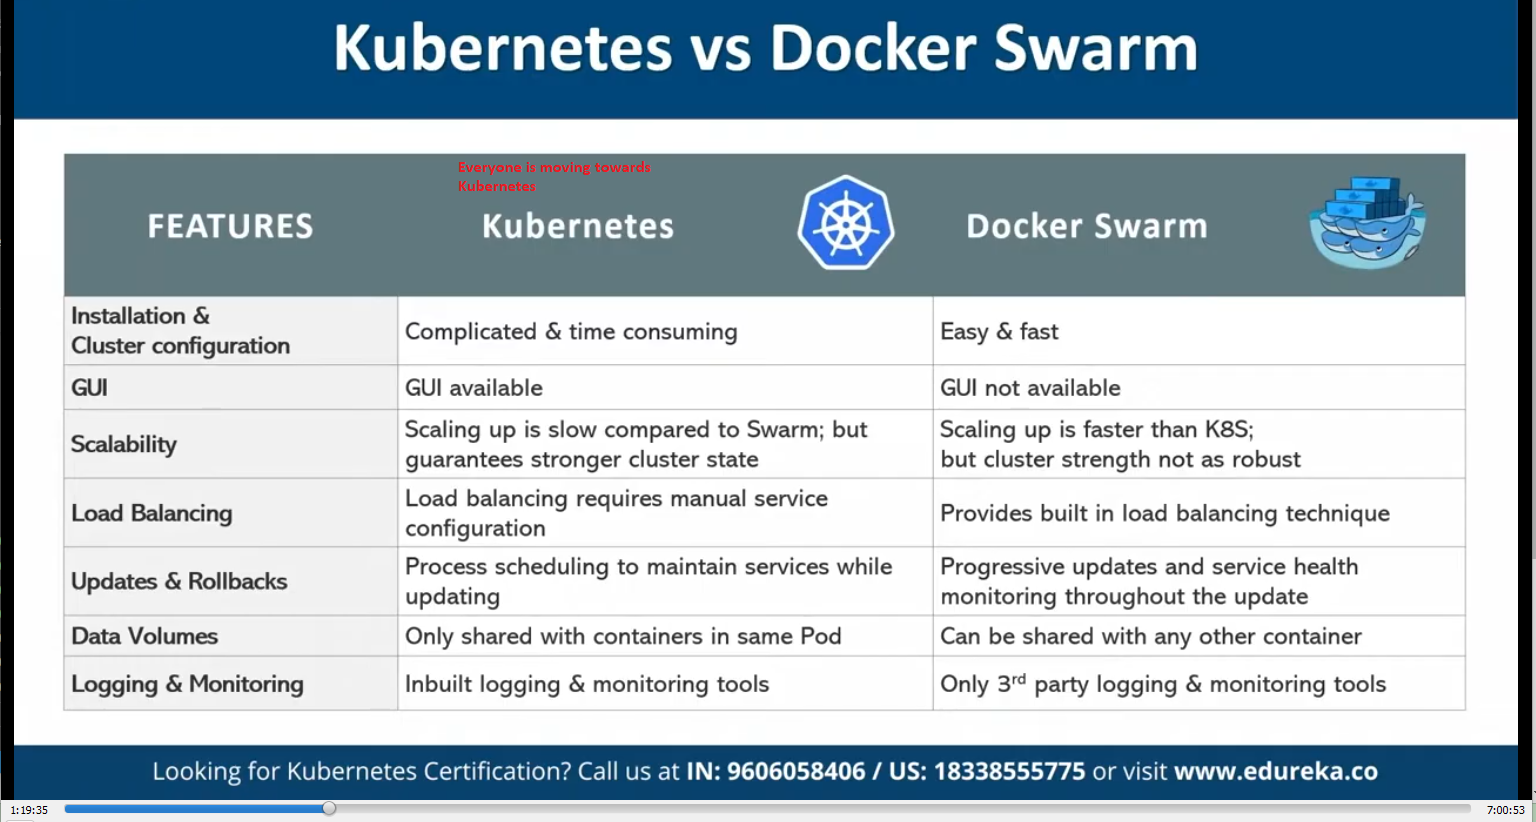 Kubernetes vs Docker Swarm
Everyone is moving towards
Kubernetes
FEATURES
Kubernetes
Docker Swarm
Installation &
Cluster configuration
Complicated & time consuming
Easy & fast
GUI
GUI available
GUI not available
Scalability
Scaling up is slow compared to Swarm; but
guarantees stronger cluster state
Scaling up is faster than K8S;
but cluster strength not as robust
Load Balancing
Load balancing requires manual service
configuration
Provides built in load balancing technique
Updates & Rollbacks
Process scheduling to maintain services while
updating
Progressive updates and service health
monitoring throughout the update
Data Volumes
Only shared with containers in same Pod
Can be shared with any other container
Logging & Monitoring
Inbuilt logging & monitoring tools
Only 3rd party logging & monitoring tools
Looking for Kubernetes Certification? Call us at IN: 9606058406 / US: 18338555775 or visit www.edureka.co
1:19:35
7:00:53